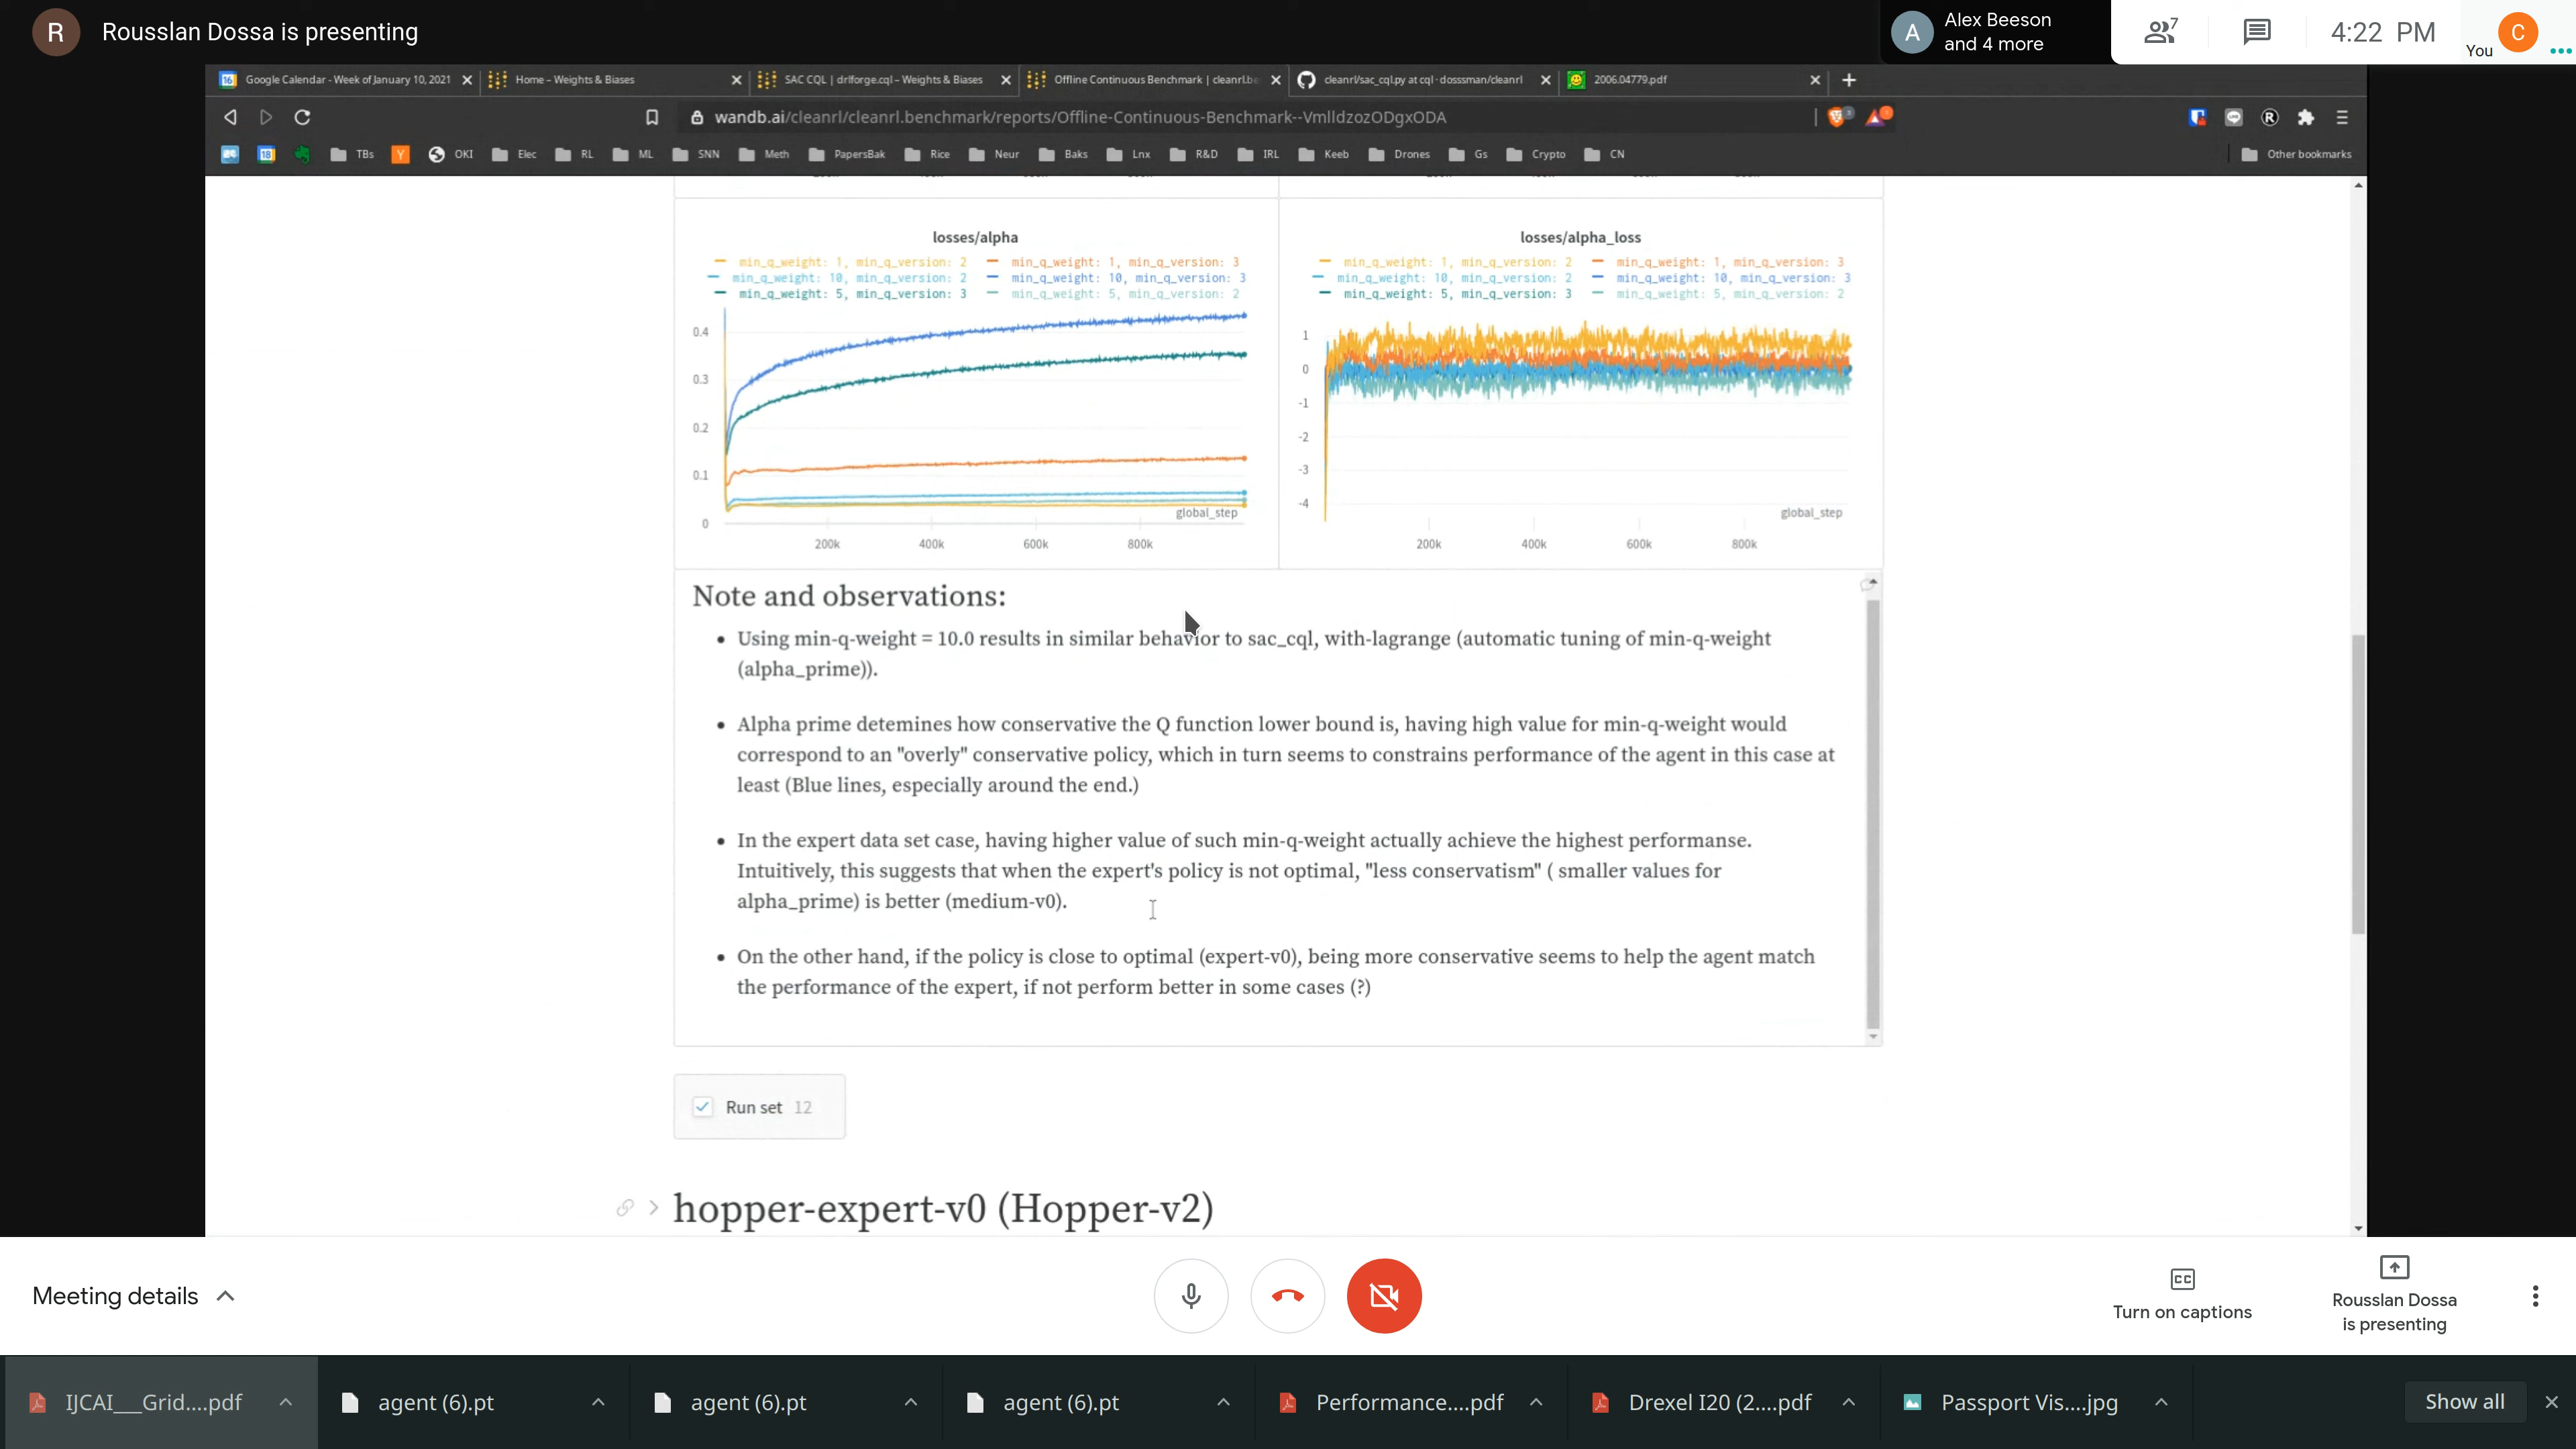 R Rousslan Dossa is presenting
A Alex Beeson
and 4 more
7
4:22 PM
You
C
Google Calendar - Week of January 10, 2021
Home – Weights & Biases
SAC CQL | drlforge.cql – Weights & Biases
Offline Continuous Benchmark | cleanrl.be
cleanrl/sac_cql.py at cql · dosssman/cleanrl
2006.04779.pdf
wandb.ai/cleanrl/cleanrl.benchmark/reports/Offline-Continuous-Benchmark--VmlldzozODgxODA
18 TBs Y OKI Elec RL ML SNN Meth PapersBak Rice Neur Baks Lnx R&D IRL Keeb Drones Gs Crypto CN Other bookmarks
losses/alpha
min_q_weight: 1, min_q_version: 2 min_q_weight: 1, min_q_version: 3
min_q_weight: 10, min_q_version: 2 min_q_weight: 10, min_q_version: 3
min_q_weight: 5, min_q_version: 3 min_q_weight: 5, min_q_version: 2
0.4
0.3
0.2
0.1
0
global_step
200k 400k 600k 800k
losses/alpha_loss
min_q_weight: 1, min_q_version: 2 min_q_weight: 1, min_q_version: 3
min_q_weight: 10, min_q_version: 2 min_q_weight: 10, min_q_version: 3
min_q_weight: 5, min_q_version: 3 min_q_weight: 5, min_q_version: 2
1
0
-1
-2
-3
-4
global_step
200k 400k 600k 800k
Note and observations:
• Using min-q-weight = 10.0 results in similar behavior to sac_cql, with-lagrange (automatic tuning of min-q-weight
(alpha_prime)).
• Alpha prime detemines how conservative the Q function lower bound is, having high value for min-q-weight would
correspond to an "overly" conservative policy, which in turn seems to constrains performance of the agent in this case at
least (Blue lines, especially around the end.)
• In the expert data set case, having higher value of such min-q-weight actually achieve the highest performanse.
Intuitively, this suggests that when the expert's policy is not optimal, "less conservatism" ( smaller values for
alpha_prime) is better (medium-v0).
• On the other hand, if the policy is close to optimal (expert-v0), being more conservative seems to help the agent match
the performance of the expert, if not perform better in some cases (?)
Run set 12
hopper-expert-v0 (Hopper-v2)
Meeting details
CC
Turn on captions
Rousslan Dossa
is presenting
IJCAI___Grid....pdf
agent (6).pt
agent (6).pt
agent (6).pt
Performance....pdf
Drexel I20 (2....pdf
Passport Vis....jpg
Show all